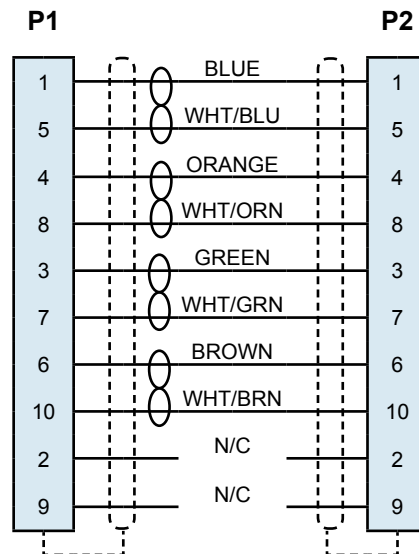 P1 P2
1 BLUE 1
5 WHT/BLU 5
4 ORANGE 4
8 WHT/ORN 8
3 GREEN 3
7 WHT/GRN 7
6 BROWN 6
10 WHT/BRN 10
2 N/C 2
9 N/C 9